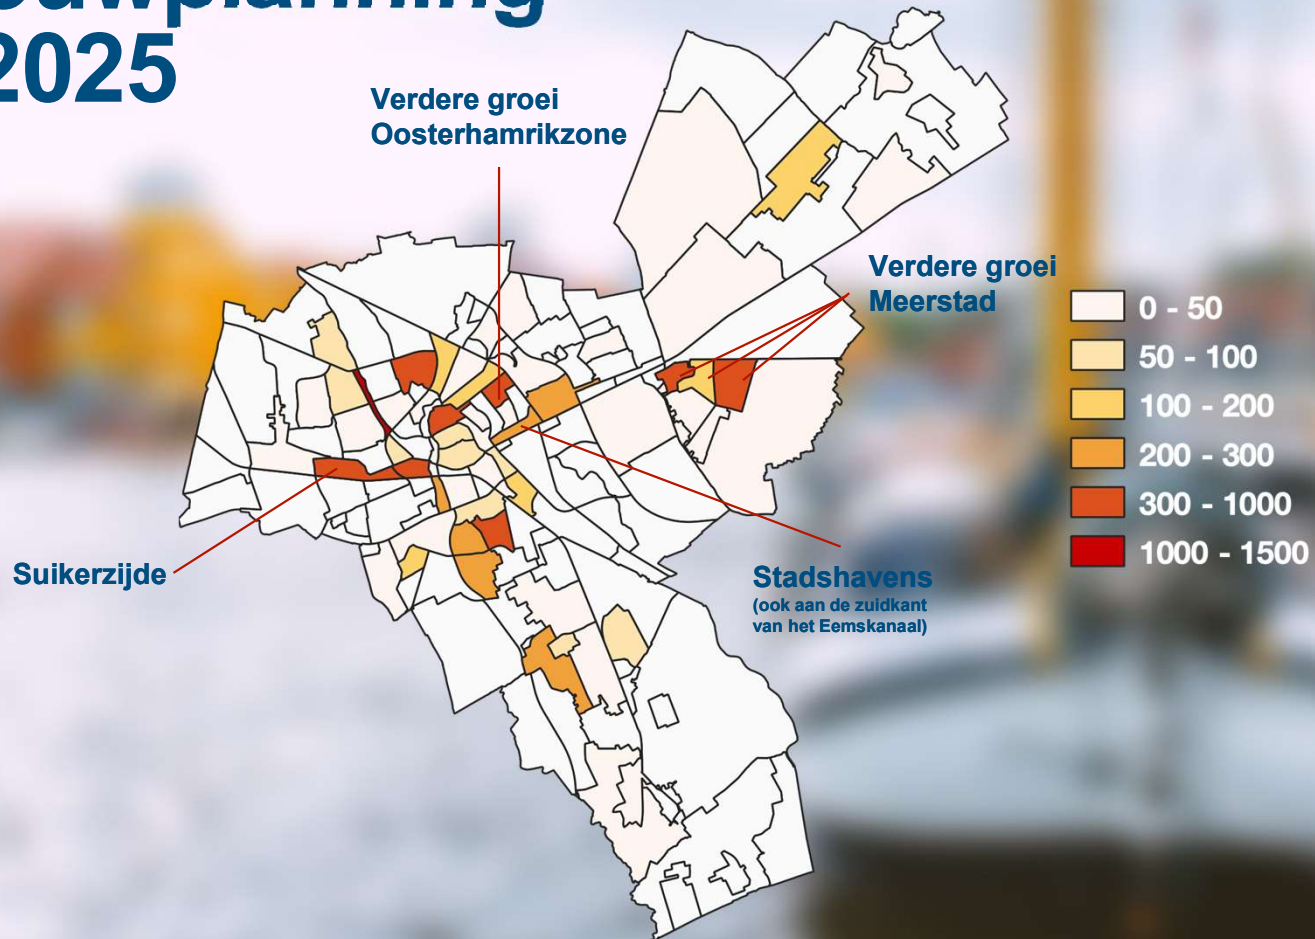 2025
Verdere groei
Oosterhamrikzone
Verdere groei
Meerstad
0 - 50
50 - 100
100 - 200
200 - 300
300 - 1000
1000 - 1500
Suikerzijde
Stadshavens
(ook aan de zuidkant
van het Eemskanaal)